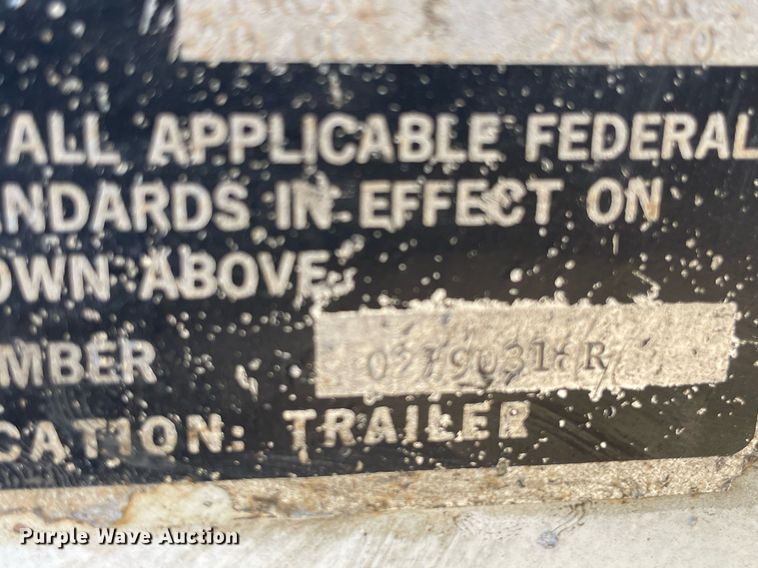 ALL APPLICABLE FEDERAL
NDARDS IN EFFECT ON
OWN ABOVE
MBER
CATION: TRAILER
Purple Wave Auction